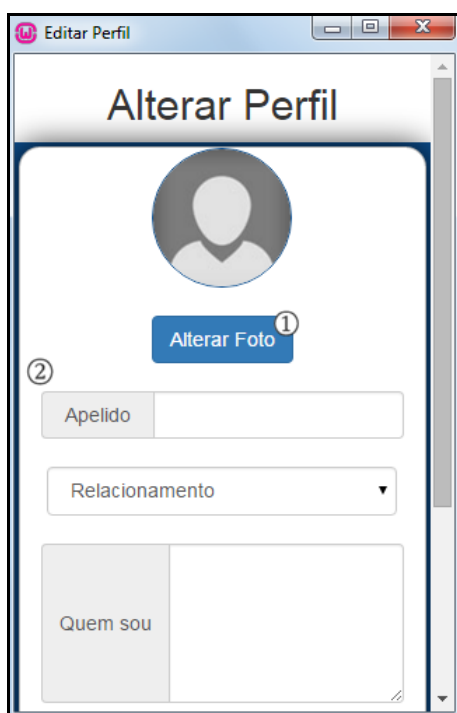 Editar Perfil
Alterar Perfil
Alterar Foto ①
②
Apelido
Relacionamento
Quem sou